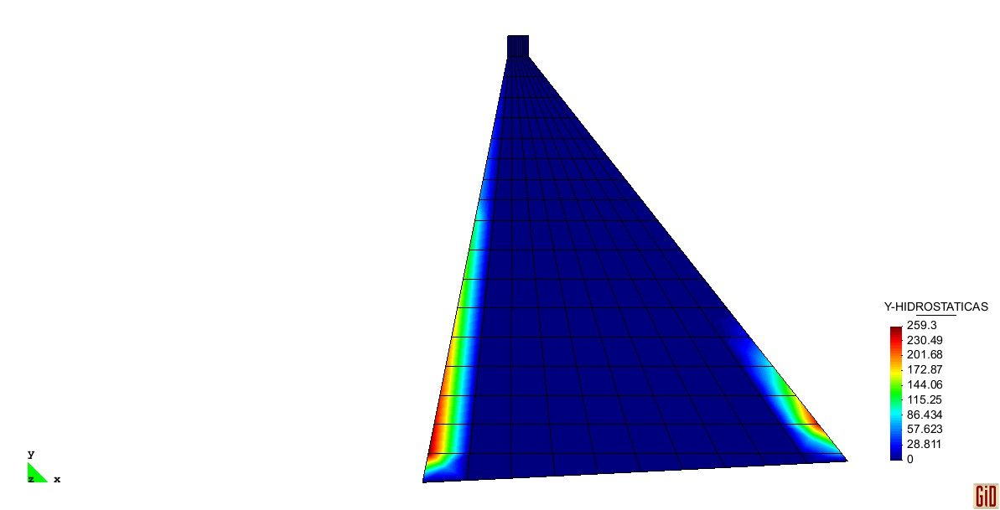 Y-HIDROSTATICAS
259.3
230.49
201.68
172.87
144.06
115.25
86.434
57.623
28.811
0
y
z x
GiD